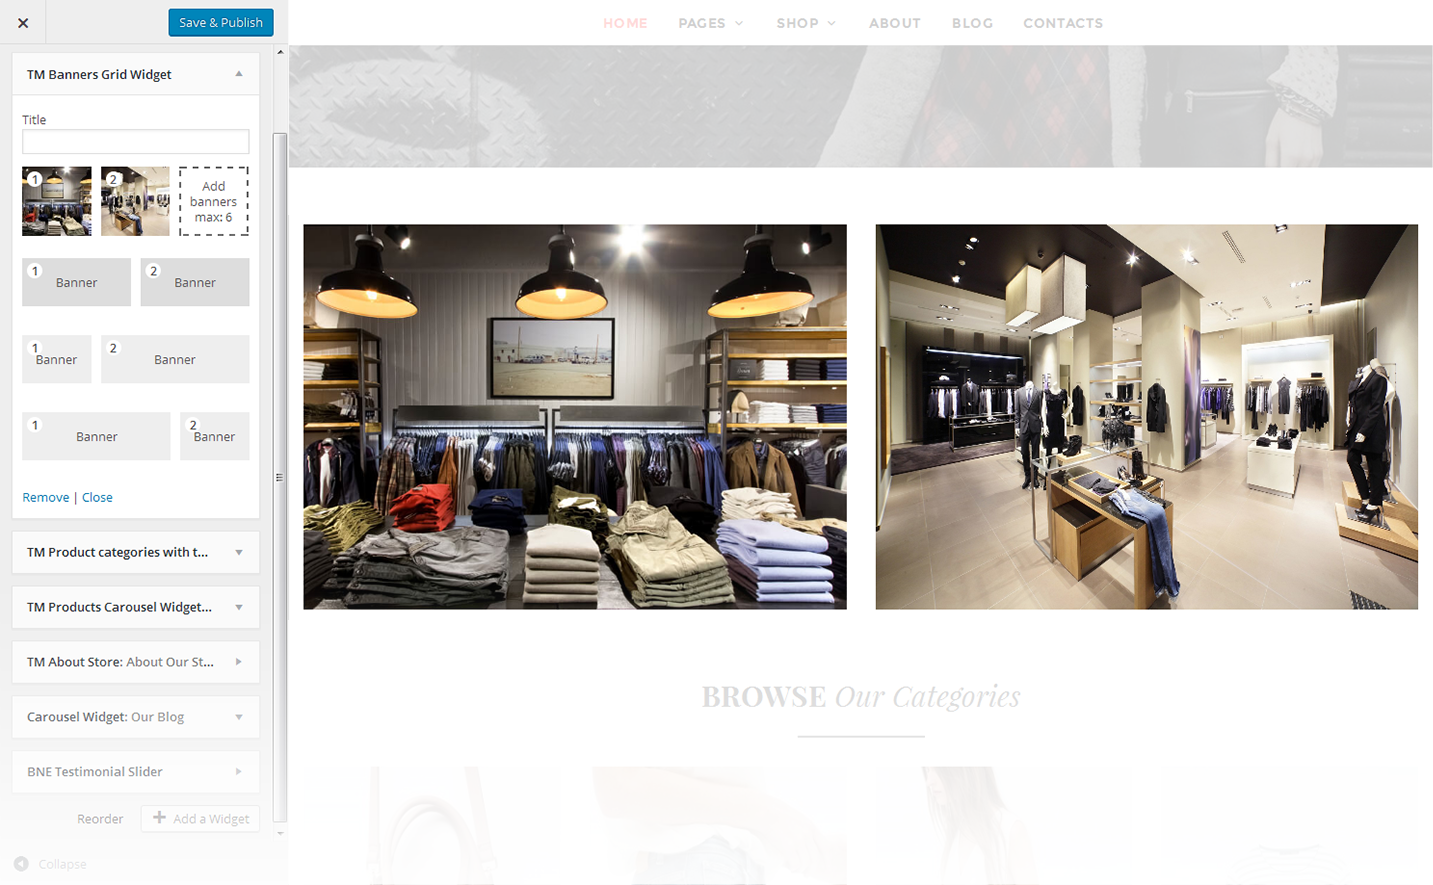 Save & Publish
HOME PAGES SHOP ABOUT BLOG CONTACTS
TM Banners Grid Widget
Title
1
2
Add
banners
max: 6
1 Banner
2 Banner
1 Banner
2 Banner
1 Banner
2 Banner
Remove | Close
TM Product categories with t...
TM Products Carousel Widget...
TM About Store: About Our St...
Carousel Widget: Our Blog
BNE Testimonial Slider
Reorder
Add a Widget
Collapse
BROWSE Our Categories